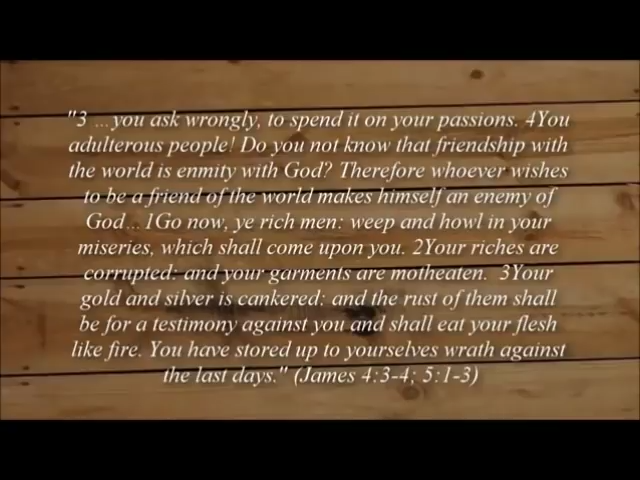 "3 ...you ask wrongly, to spend it on your passions. 4You
adulterous people! Do you not know that friendship with
the world is enmity with God? Therefore whoever wishes
to be a friend of the world makes himself an enemy of
God...1Go now, ye rich men: weep and howl in your
miseries, which shall come upon you. 2Your riches are
corrupted: and your garments are motheaten.  3Your
gold and silver is cankered: and the rust of them shall
be for a testimony against you and shall eat your flesh
like fire. You have stored up to yourselves wrath against
the last days." (James 4:3-4; 5:1-3)